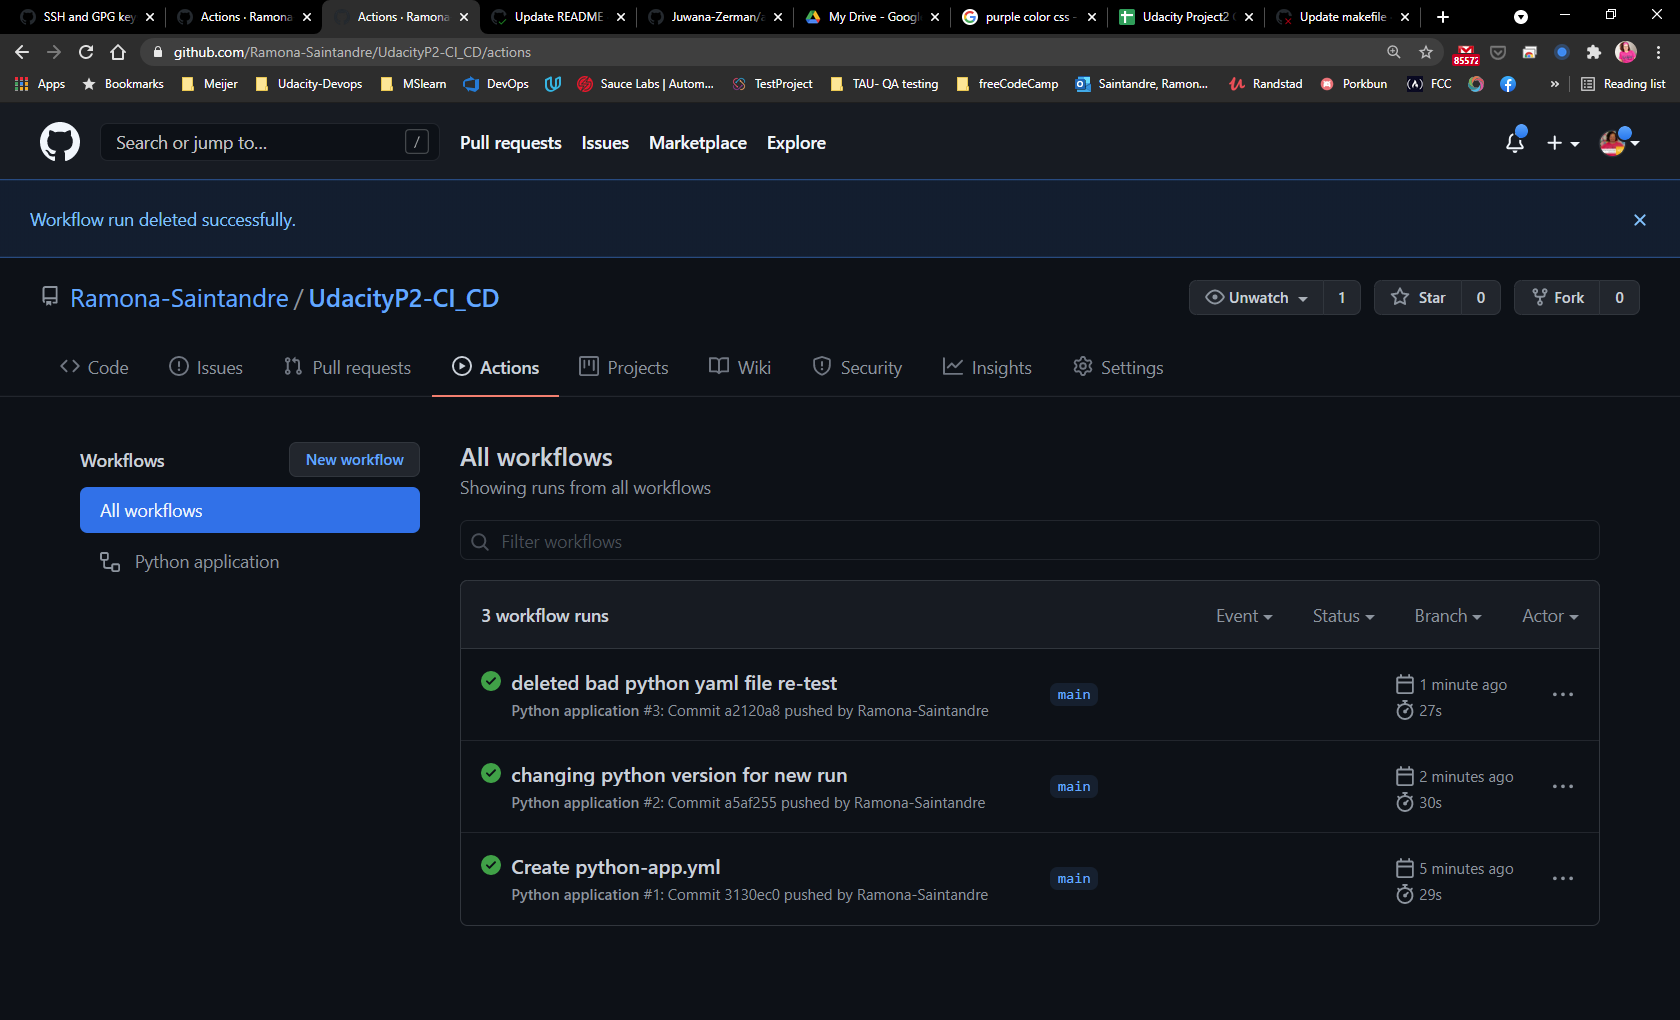 SSH and GPG key
Actions · Ramona
Actions · Ramona
Update README
Juwana-Zerman/a
My Drive - Googl
purple color css -
Udacity Project2
Update makefile
github.com/Ramona-Saintandre/UdacityP2-CI_CD/actions
85572
Apps Bookmarks Meijer Udacity-Devops MSlearn DevOps Sauce Labs | Autom... TestProject TAU- QA testing freeCodeCamp Saintandre, Ramon... Randstad Porkbun FCC » Reading list
Search or jump to... /
Pull requests Issues Marketplace Explore
Workflow run deleted successfully.
Ramona-Saintandre / UdacityP2-CI_CD
Unwatch 1 Star 0 Fork 0
Code Issues Pull requests Actions Projects Wiki Security Insights Settings
Workflows New workflow
All workflows
Python application
All workflows
Showing runs from all workflows
Filter workflows
3 workflow runs Event Status Branch Actor
deleted bad python yaml file re-test
Python application #3: Commit a2120a8 pushed by Ramona-Saintandre
main
1 minute ago
27s
changing python version for new run
Python application #2: Commit a5af255 pushed by Ramona-Saintandre
main
2 minutes ago
30s
Create python-app.yml
Python application #1: Commit 3130ec0 pushed by Ramona-Saintandre
main
5 minutes ago
29s